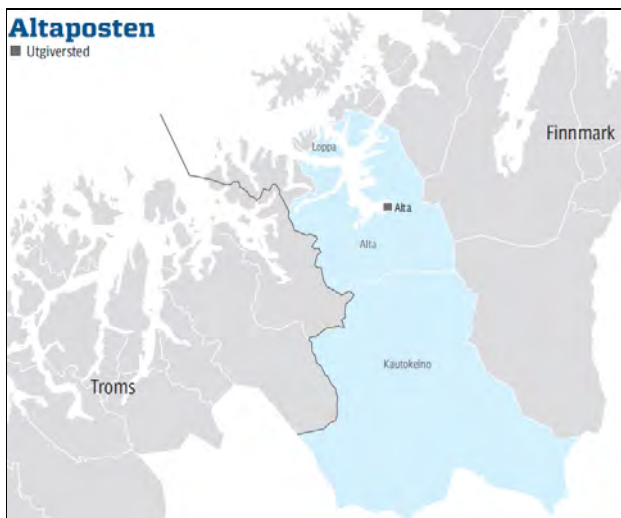 Altaposten
Utgiversted
Finnmark
Loppa
Alta
Alta
Kautokeino
Troms